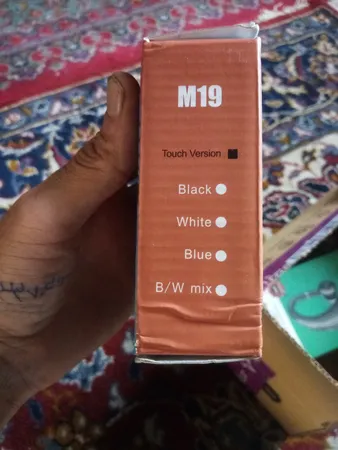 M19
Touch Version
Black
White
Blue
B/W mix